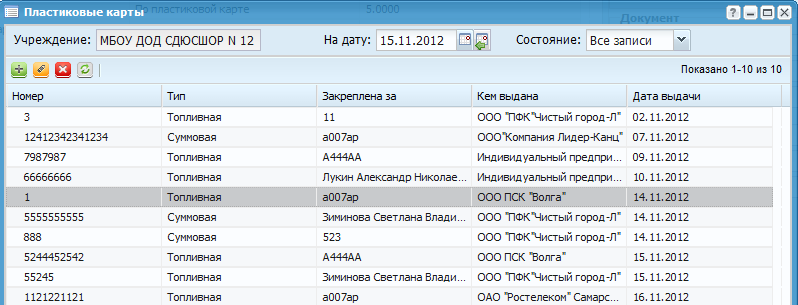 Пластиковые карты
По пластиковой карте 5.0000
Документ
Учреждение: МБОУ ДОД СДЮСШОР N 12 На дату: 15.11.2012 Состояние: Все записи
Показано 1-10 из 10
Номер Тип Закреплена за Кем выдана Дата выдачи
3 Топливная 11 ООО "ПФК"Чистый город-Л" 02.11.2012
12412342341234 Суммовая а007ар ООО"Компания Лидер-Канц" 07.11.2012
7987987 Топливная А444АА Индивидуальный предпри... 09.11.2012
66666666 Топливная Лукин Александр Николае... Индивидуальный предпри... 10.11.2012
1 Топливная а007ар ООО ПСК "Волга" 14.11.2012
5555555555 Суммовая Зиминова Светлана Влади... ООО "ПФК"Чистый город-Л" 14.11.2012
888 Суммовая 523 ООО "ПФК"Чистый город-Л" 14.11.2012
5244452542 Топливная А444АА ООО ПСК "Волга" 15.11.2012
55245 Топливная Зиминова Светлана Влади... ООО "ПФК"Чистый город-Л" 15.11.2012
1121221121 Топливная а007ар ОАО "Ростелеком" Самарс... 16.11.2012